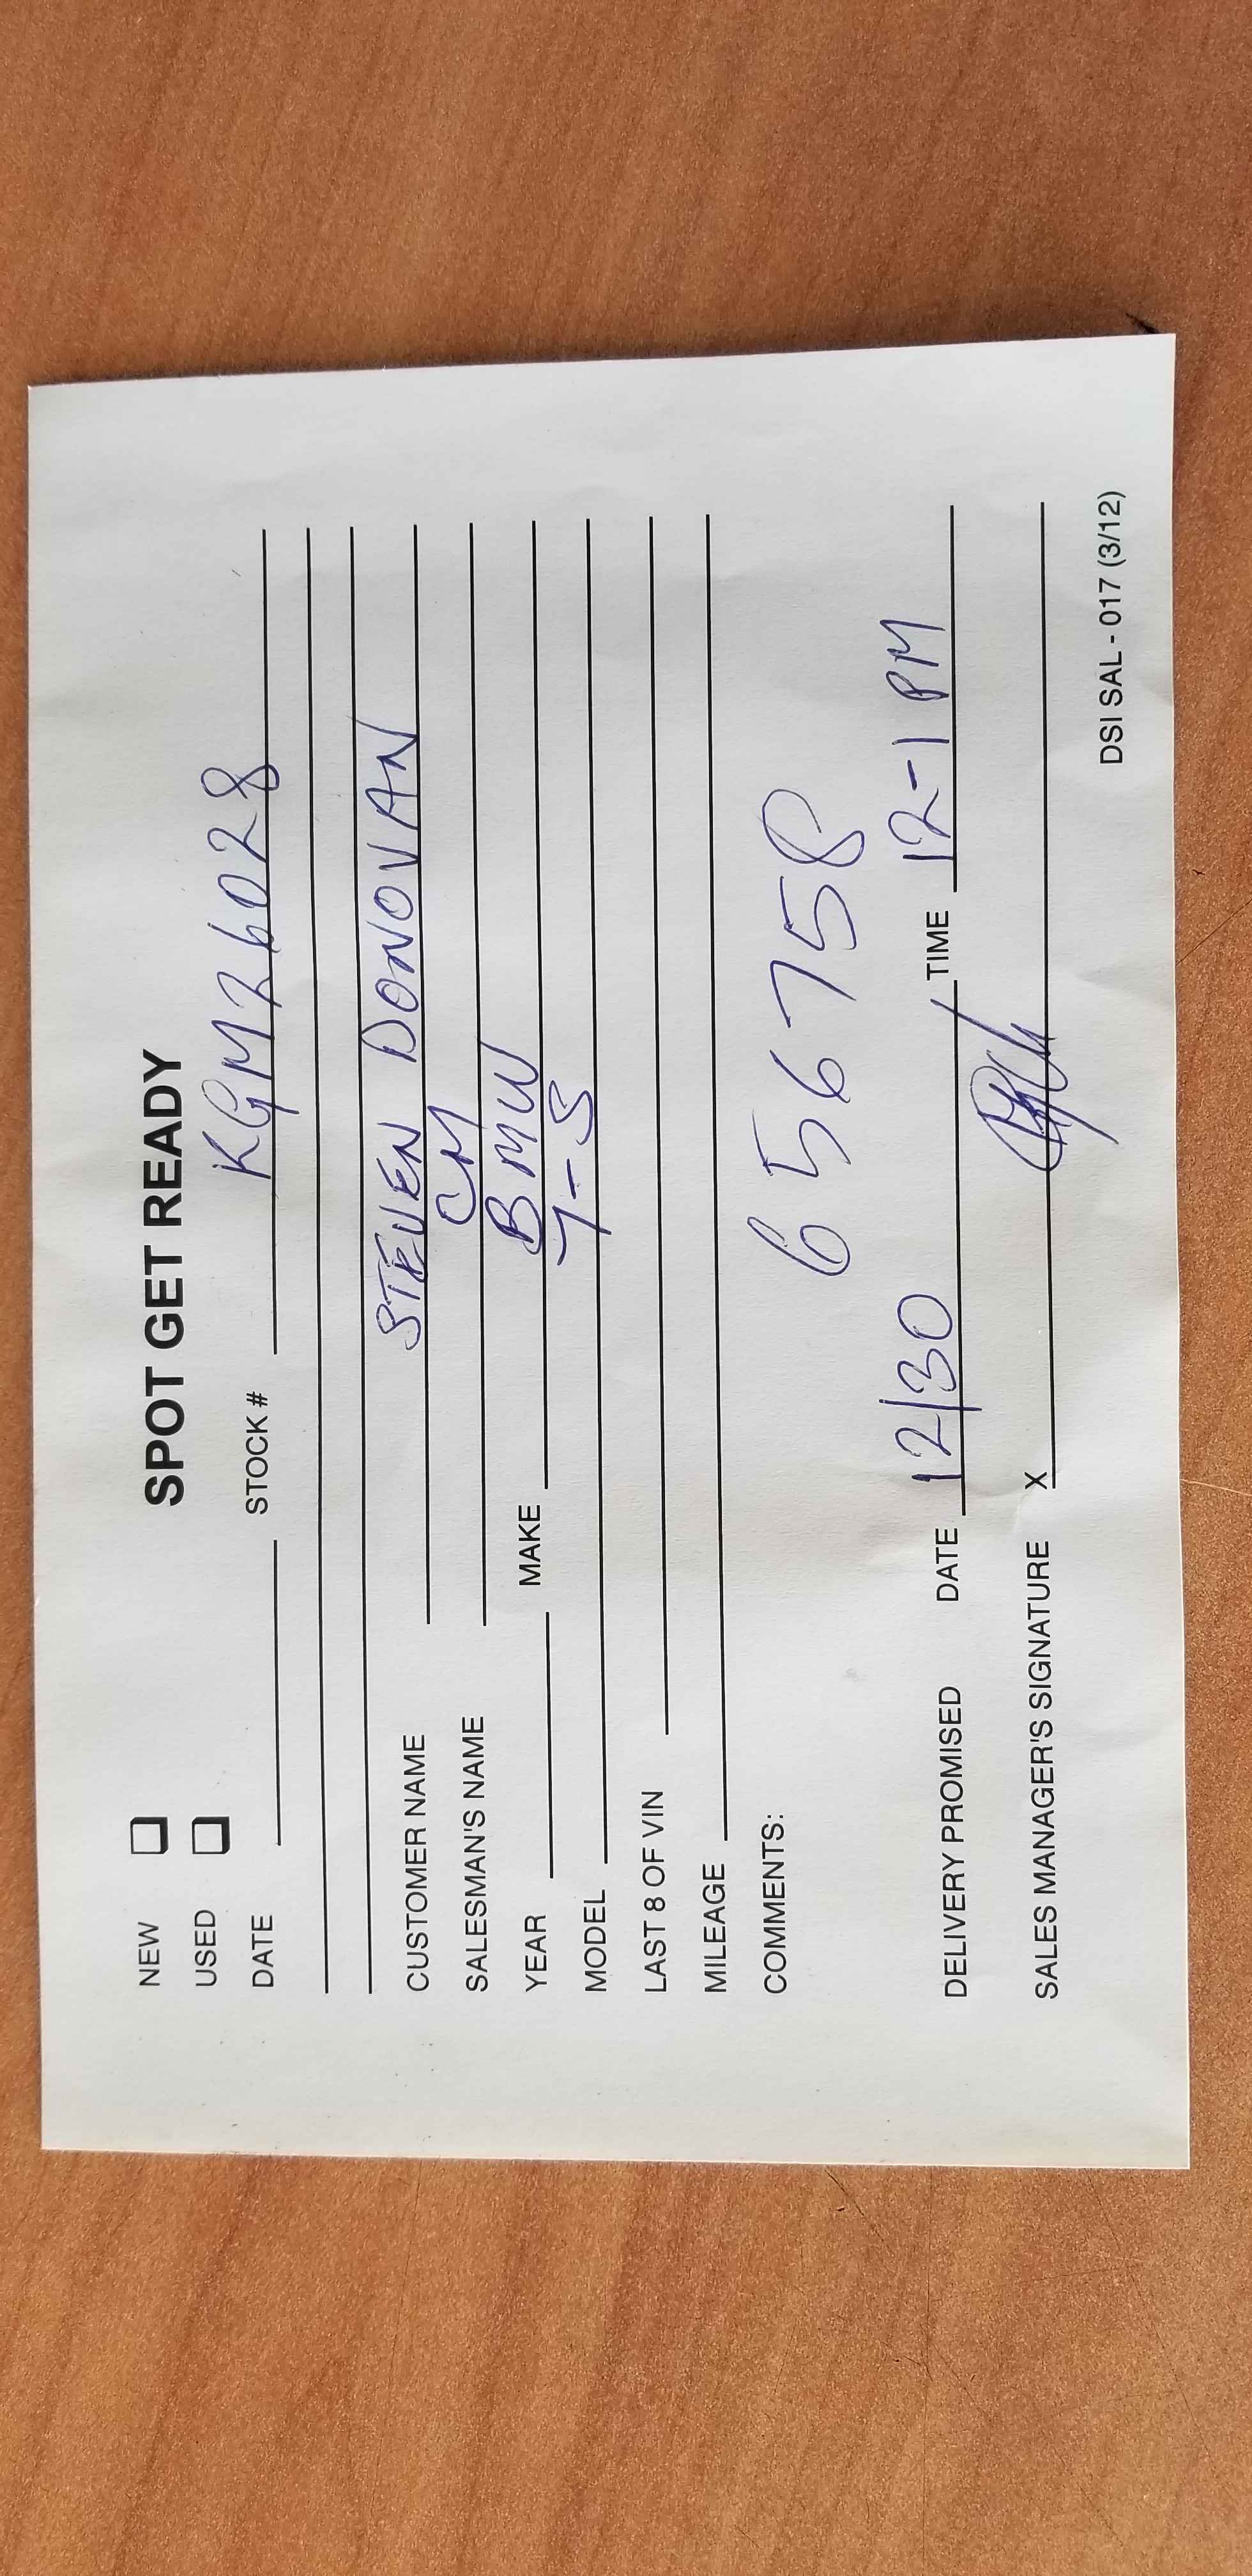 SPOT GET READY
NEW
USED
DATE STOCK # KGM26028
CUSTOMER NAME STEVEN DONOVAN
SALESMAN'S NAME CM
YEAR MAKE BMW
MODEL 7-S
LAST 8 OF VIN
MILEAGE
COMMENTS:
656758
DELIVERY PROMISED DATE 12/30 TIME 12-1 PM
SALES MANAGER'S SIGNATURE X
DSI SAL - 017 (3/12)